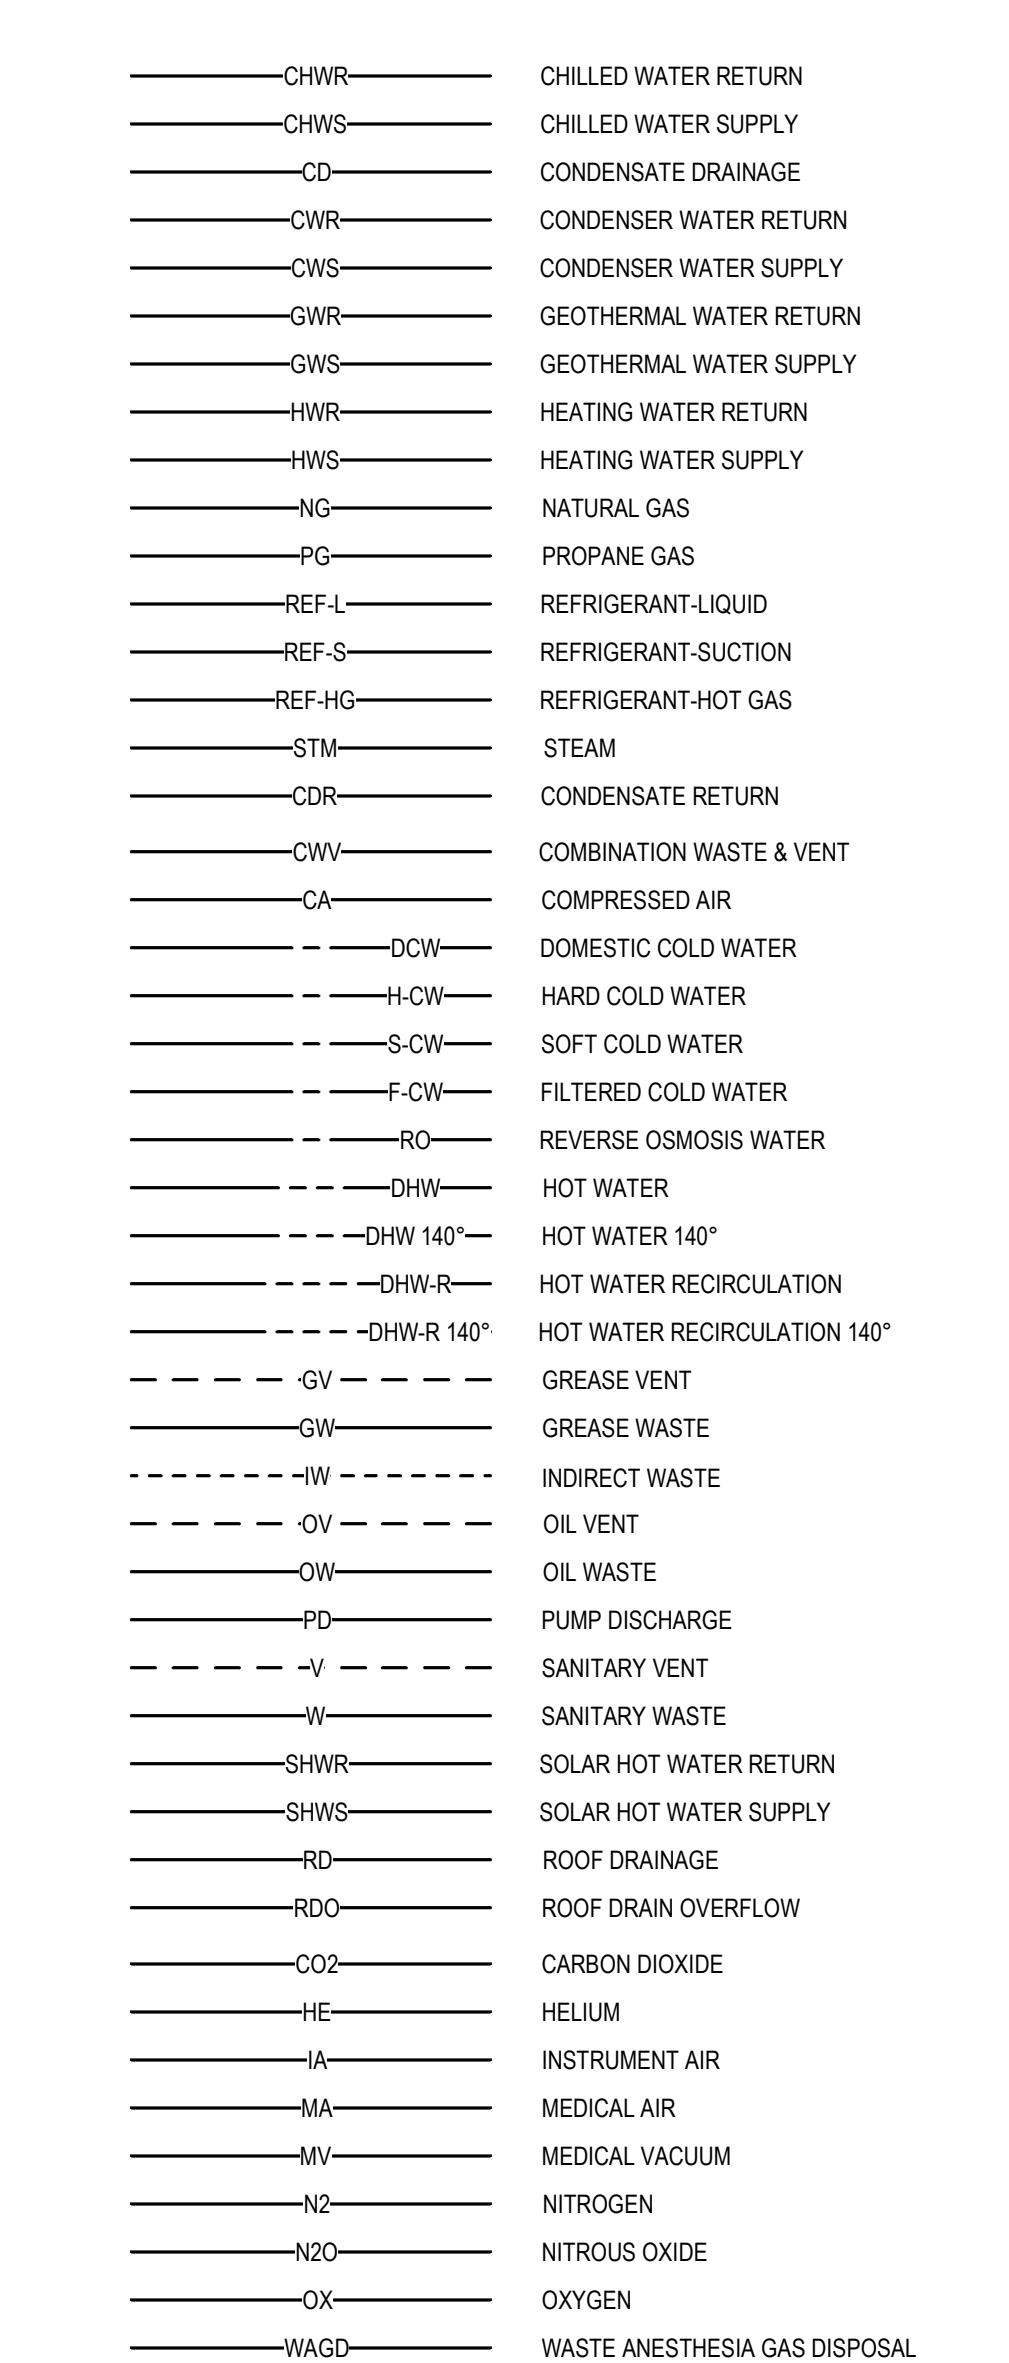 CHWR CHILLED WATER RETURN
CHWS CHILLED WATER SUPPLY
CD CONDENSATE DRAINAGE
CWR CONDENSER WATER RETURN
CWS CONDENSER WATER SUPPLY
GWR GEOTHERMAL WATER RETURN
GWS GEOTHERMAL WATER SUPPLY
HWR HEATING WATER RETURN
HWS HEATING WATER SUPPLY
NG NATURAL GAS
PG PROPANE GAS
REF-L REFRIGERANT-LIQUID
REF-S REFRIGERANT-SUCTION
REF-HG REFRIGERANT-HOT GAS
STM STEAM
CDR CONDENSATE RETURN
CWV COMBINATION WASTE & VENT
CA COMPRESSED AIR
DCW DOMESTIC COLD WATER
H-CW HARD COLD WATER
S-CW SOFT COLD WATER
F-CW FILTERED COLD WATER
RO REVERSE OSMOSIS WATER
DHW HOT WATER
DHW 140° HOT WATER 140°
DHW-R HOT WATER RECIRCULATION
DHW-R 140° HOT WATER RECIRCULATION 140°
GV GREASE VENT
GW GREASE WASTE
IW INDIRECT WASTE
OV OIL VENT
OW OIL WASTE
PD PUMP DISCHARGE
V SANITARY VENT
W SANITARY WASTE
SHWR SOLAR HOT WATER RETURN
SHWS SOLAR HOT WATER SUPPLY
RD ROOF DRAINAGE
RDO ROOF DRAIN OVERFLOW
CO2 CARBON DIOXIDE
HE HELIUM
IA INSTRUMENT AIR
MA MEDICAL AIR
MV MEDICAL VACUUM
N2 NITROGEN
N2O NITROUS OXIDE
OX OXYGEN
WAGD WASTE ANESTHESIA GAS DISPOSAL